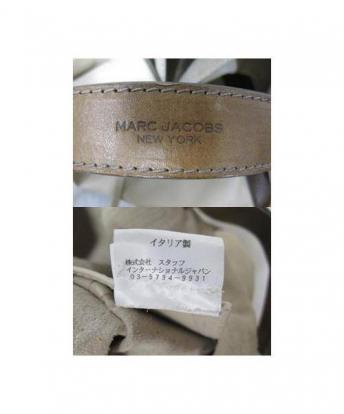 MARC JACOBS
NEW YORK
イタリア製
株式会社 スタッフ
インターナショナルジャパン
03-5794-9931